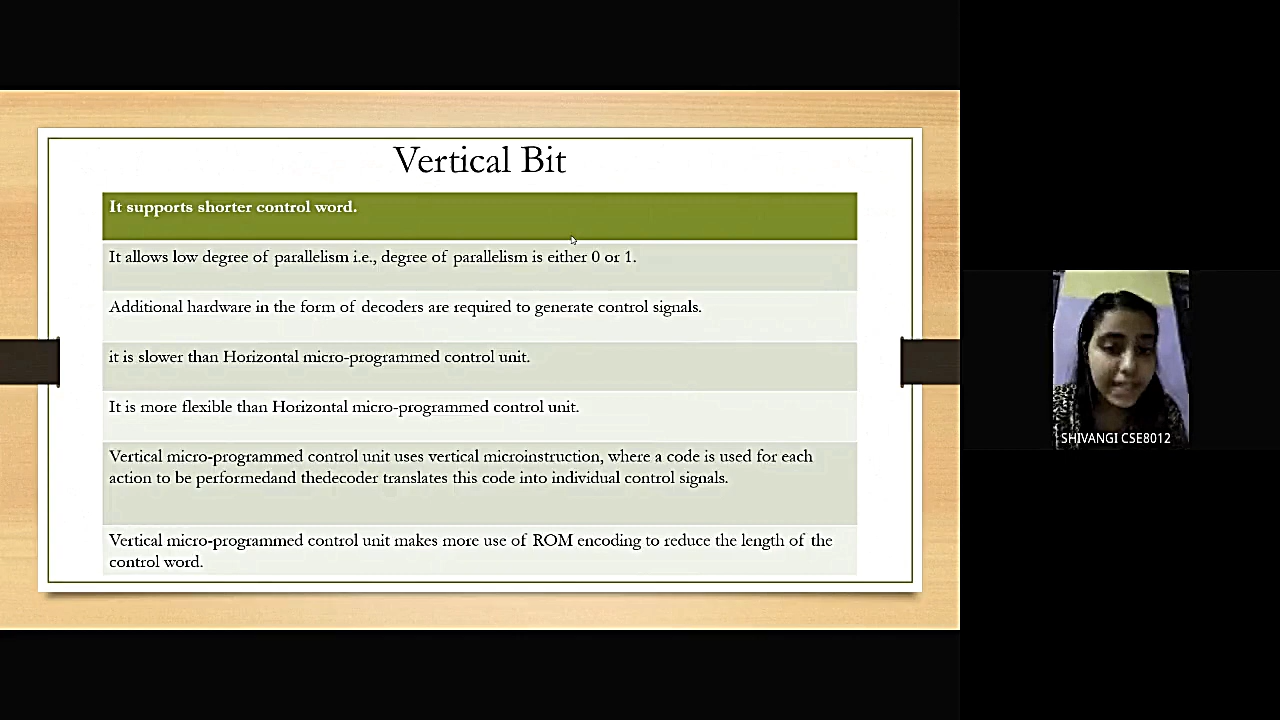 Vertical Bit
It supports shorter control word.
It allows low degree of parallelism i.e., degree of parallelism is either 0 or 1.
Additional hardware in the form of decoders are required to generate control signals.
it is slower than Horizontal micro-programmed control unit.
It is more flexible than Horizontal micro-programmed control unit.
Vertical micro-programmed control unit uses vertical microinstruction, where a code is used for each
action to be performedand thedecoder translates this code into individual control signals.
Vertical micro-programmed control unit makes more use of ROM encoding to reduce the length of the
control word.
SHIVANGI CSE8012